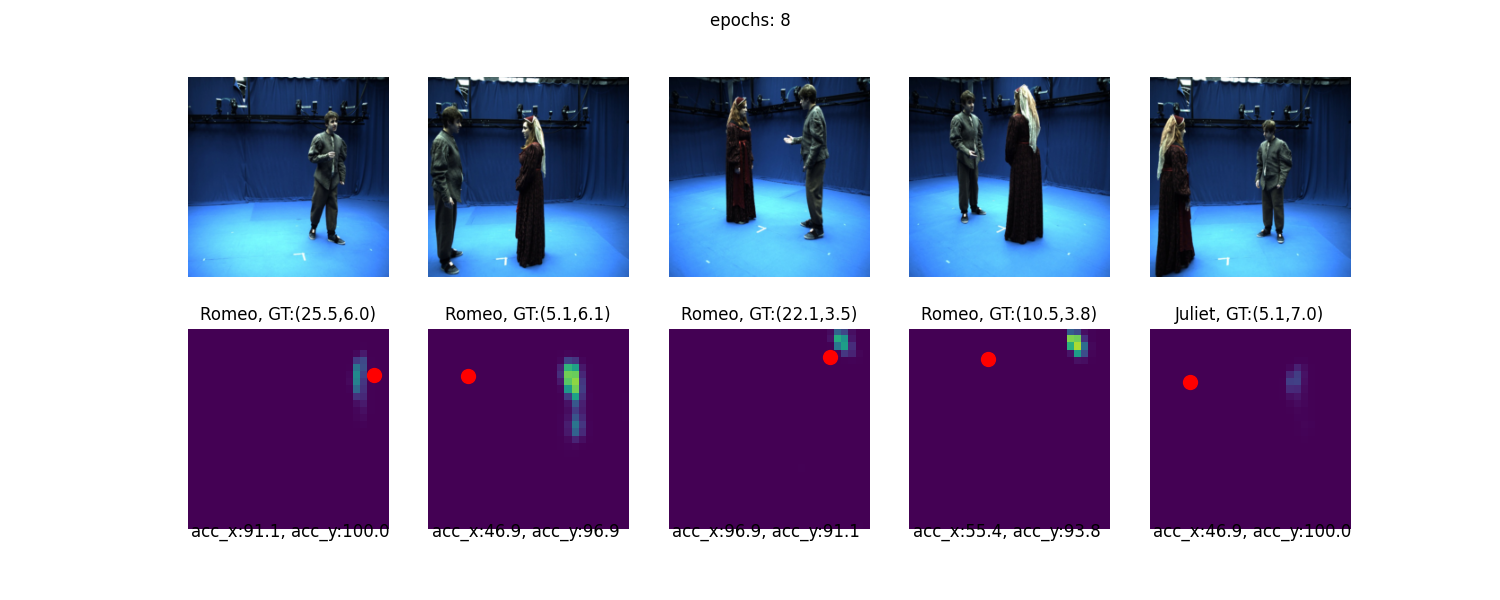 epochs: 8
Romeo, GT:(25.5,6.0)
Romeo, GT:(5.1,6.1)
Romeo, GT:(22.1,3.5)
Romeo, GT:(10.5,3.8)
Juliet, GT:(5.1,7.0)
acc_x:91.1, acc_y:100.0
acc_x:46.9, acc_y:96.9
acc_x:96.9, acc_y:91.1
acc_x:55.4, acc_y:93.8
acc_x:46.9, acc_y:100.0